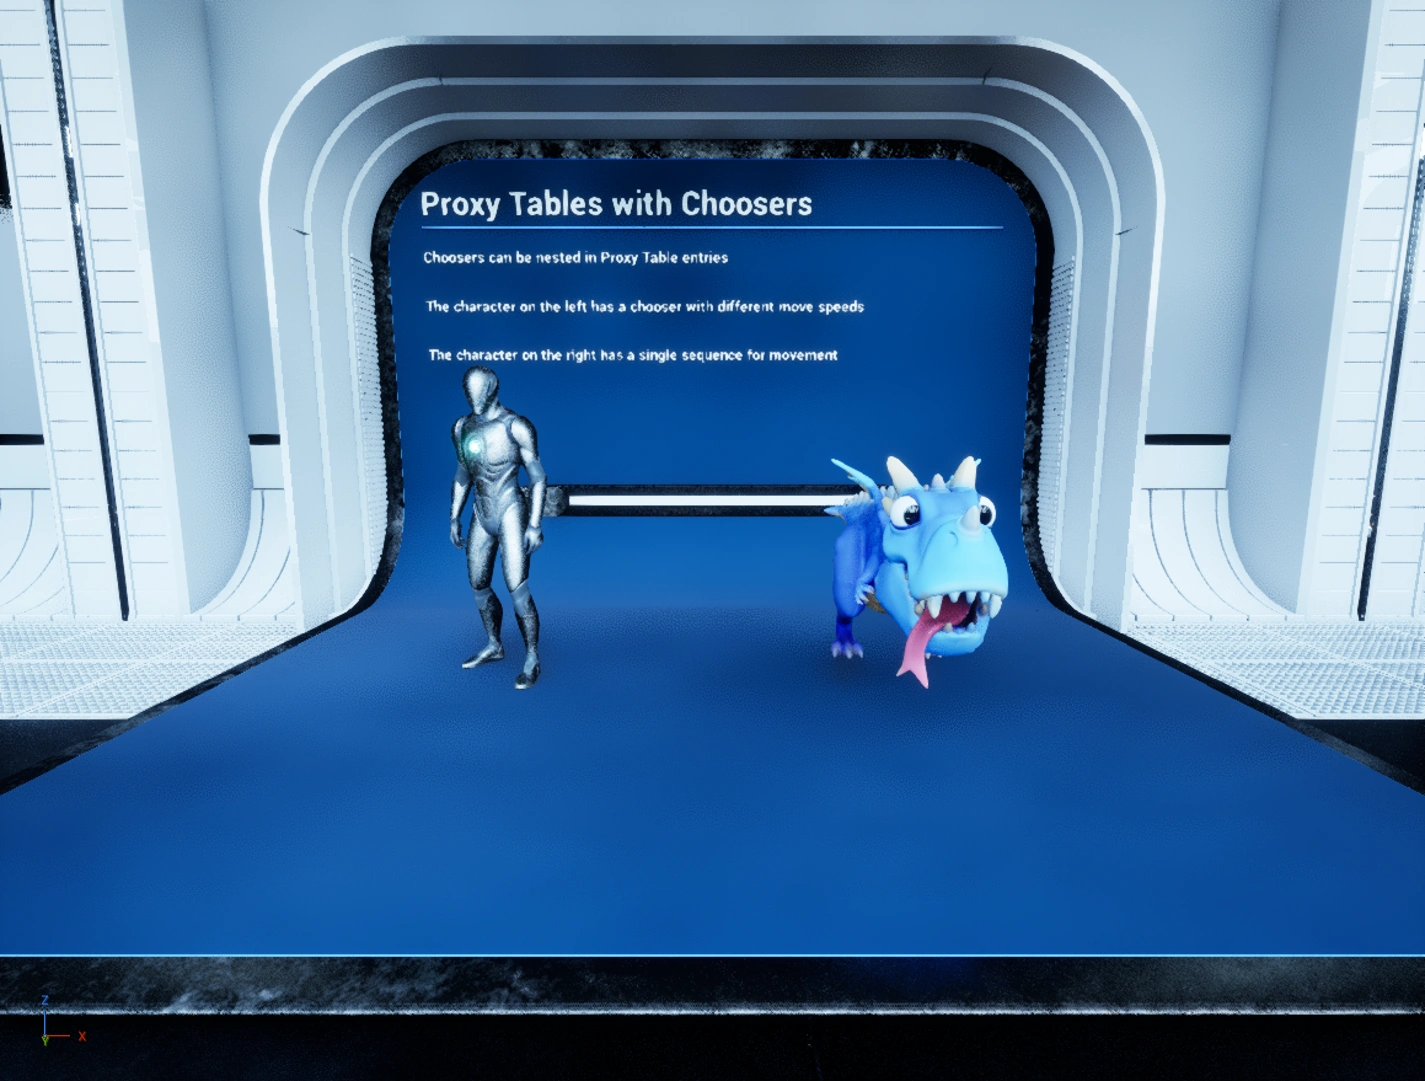 Proxy Tables with Choosers
Choosers can be nested in Proxy Table entries
The character on the left has a chooser with different move speeds
The character on the right has a single sequence for movement
Z
X
Y